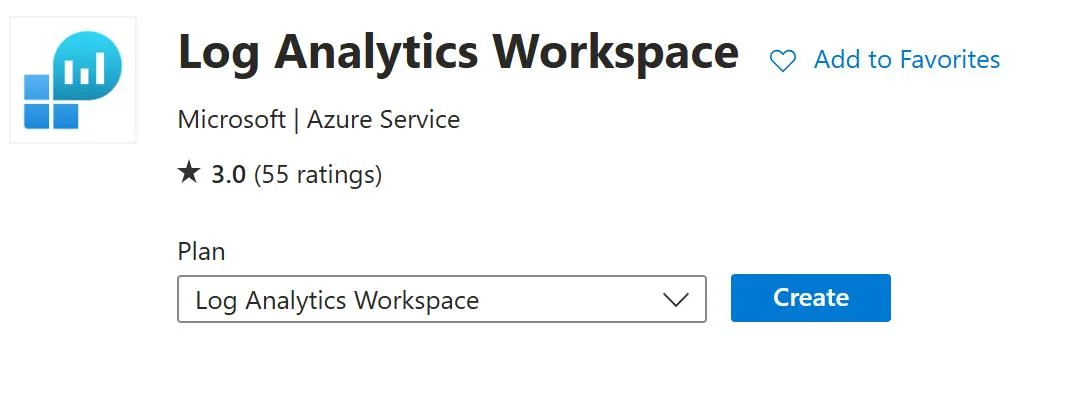 Log Analytics Workspace
Add to Favorites
Microsoft | Azure Service
★ 3.0 (55 ratings)
Plan
Log Analytics Workspace
Create